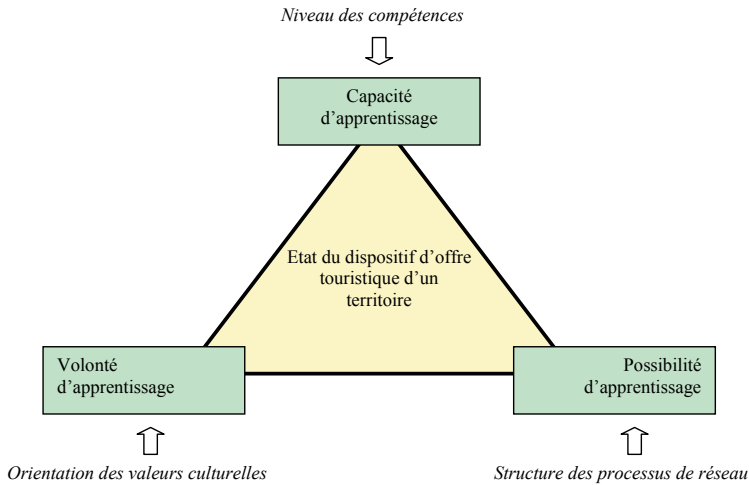 Niveau des compétences
Capacité
d'apprentissage
Etat du dispositif d'offre
touristique d'un
territoire
Volonté
d'apprentissage
Possibilité
d'apprentissage
Orientation des valeurs culturelles
Structure des processus de réseau